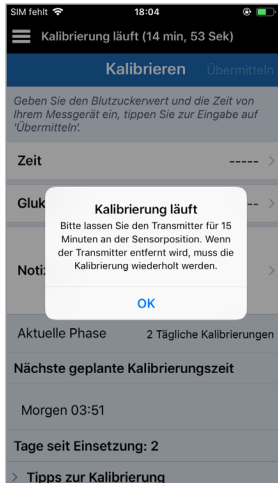 SIM fehlt 18:04
Kalibrierung läuft (14 min, 53 Sek)
Kalibrieren Übermitteln
Geben Sie den Blutzuckerwert und die Zeit von
Ihrem Messgerät ein, tippen Sie zur Eingabe auf
'Übermitteln'.
Zeit ----- >
Gluk -- >
Kalibrierung läuft
Bitte lassen Sie den Transmitter für 15
Minuten an der Sensorposition. Wenn
der Transmitter entfernt wird, muss die
Kalibrierung wiederholt werden.
Noti >
OK
Aktuelle Phase 2 Tägliche Kalibrierungen
Nächste geplante Kalibrierungszeit
Morgen 03:51
Tage seit Einsetzung: 2
> Tipps zur Kalibrierung